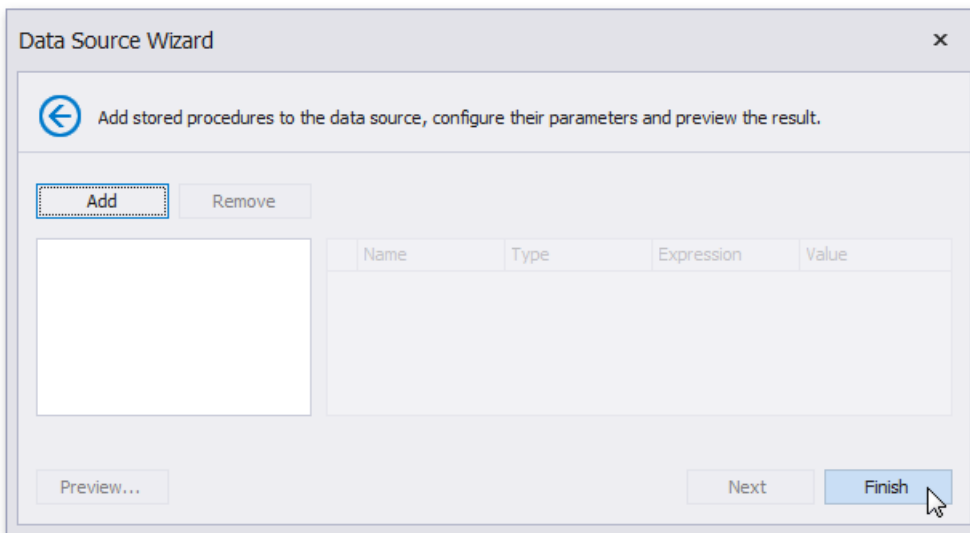 Data Source Wizard
Add stored procedures to the data source, configure their parameters and preview the result.
Add Remove
Name Type Expression Value
Preview... Next Finish